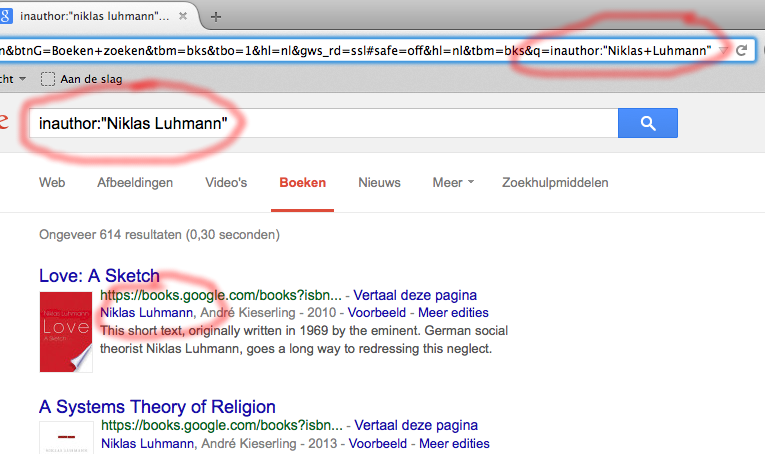 inauthor:"niklas luhmann"...
n&btnG=Boeken+zoeken&tbm=bks&tbo=1&hl=nl&gws_rd=ssl#safe=off&hl=nl&tbm=bks&q=inauthor:"Niklas+Luhmann"
cht Aan de slag
e inauthor:"Niklas Luhmann"
Web Afbeeldingen Video's Boeken Nieuws Meer Zoekhulpmiddelen
Ongeveer 614 resultaten (0,30 seconden)
Love: A Sketch
https://books.google.com/books?isbn... - Vertaal deze pagina
Niklas Luhmann, André Kieserling - 2010 - Voorbeeld - Meer edities
This short text, originally written in 1969 by the eminent. German social
theorist Niklas Luhmann, goes a long way to redressing this neglect.
Niklas Luhmann
Love
A Sketch
A Systems Theory of Religion
https://books.google.com/books?isbn... - Vertaal deze pagina
Niklas Luhmann, André Kieserling - 2013 - Voorbeeld - Meer edities